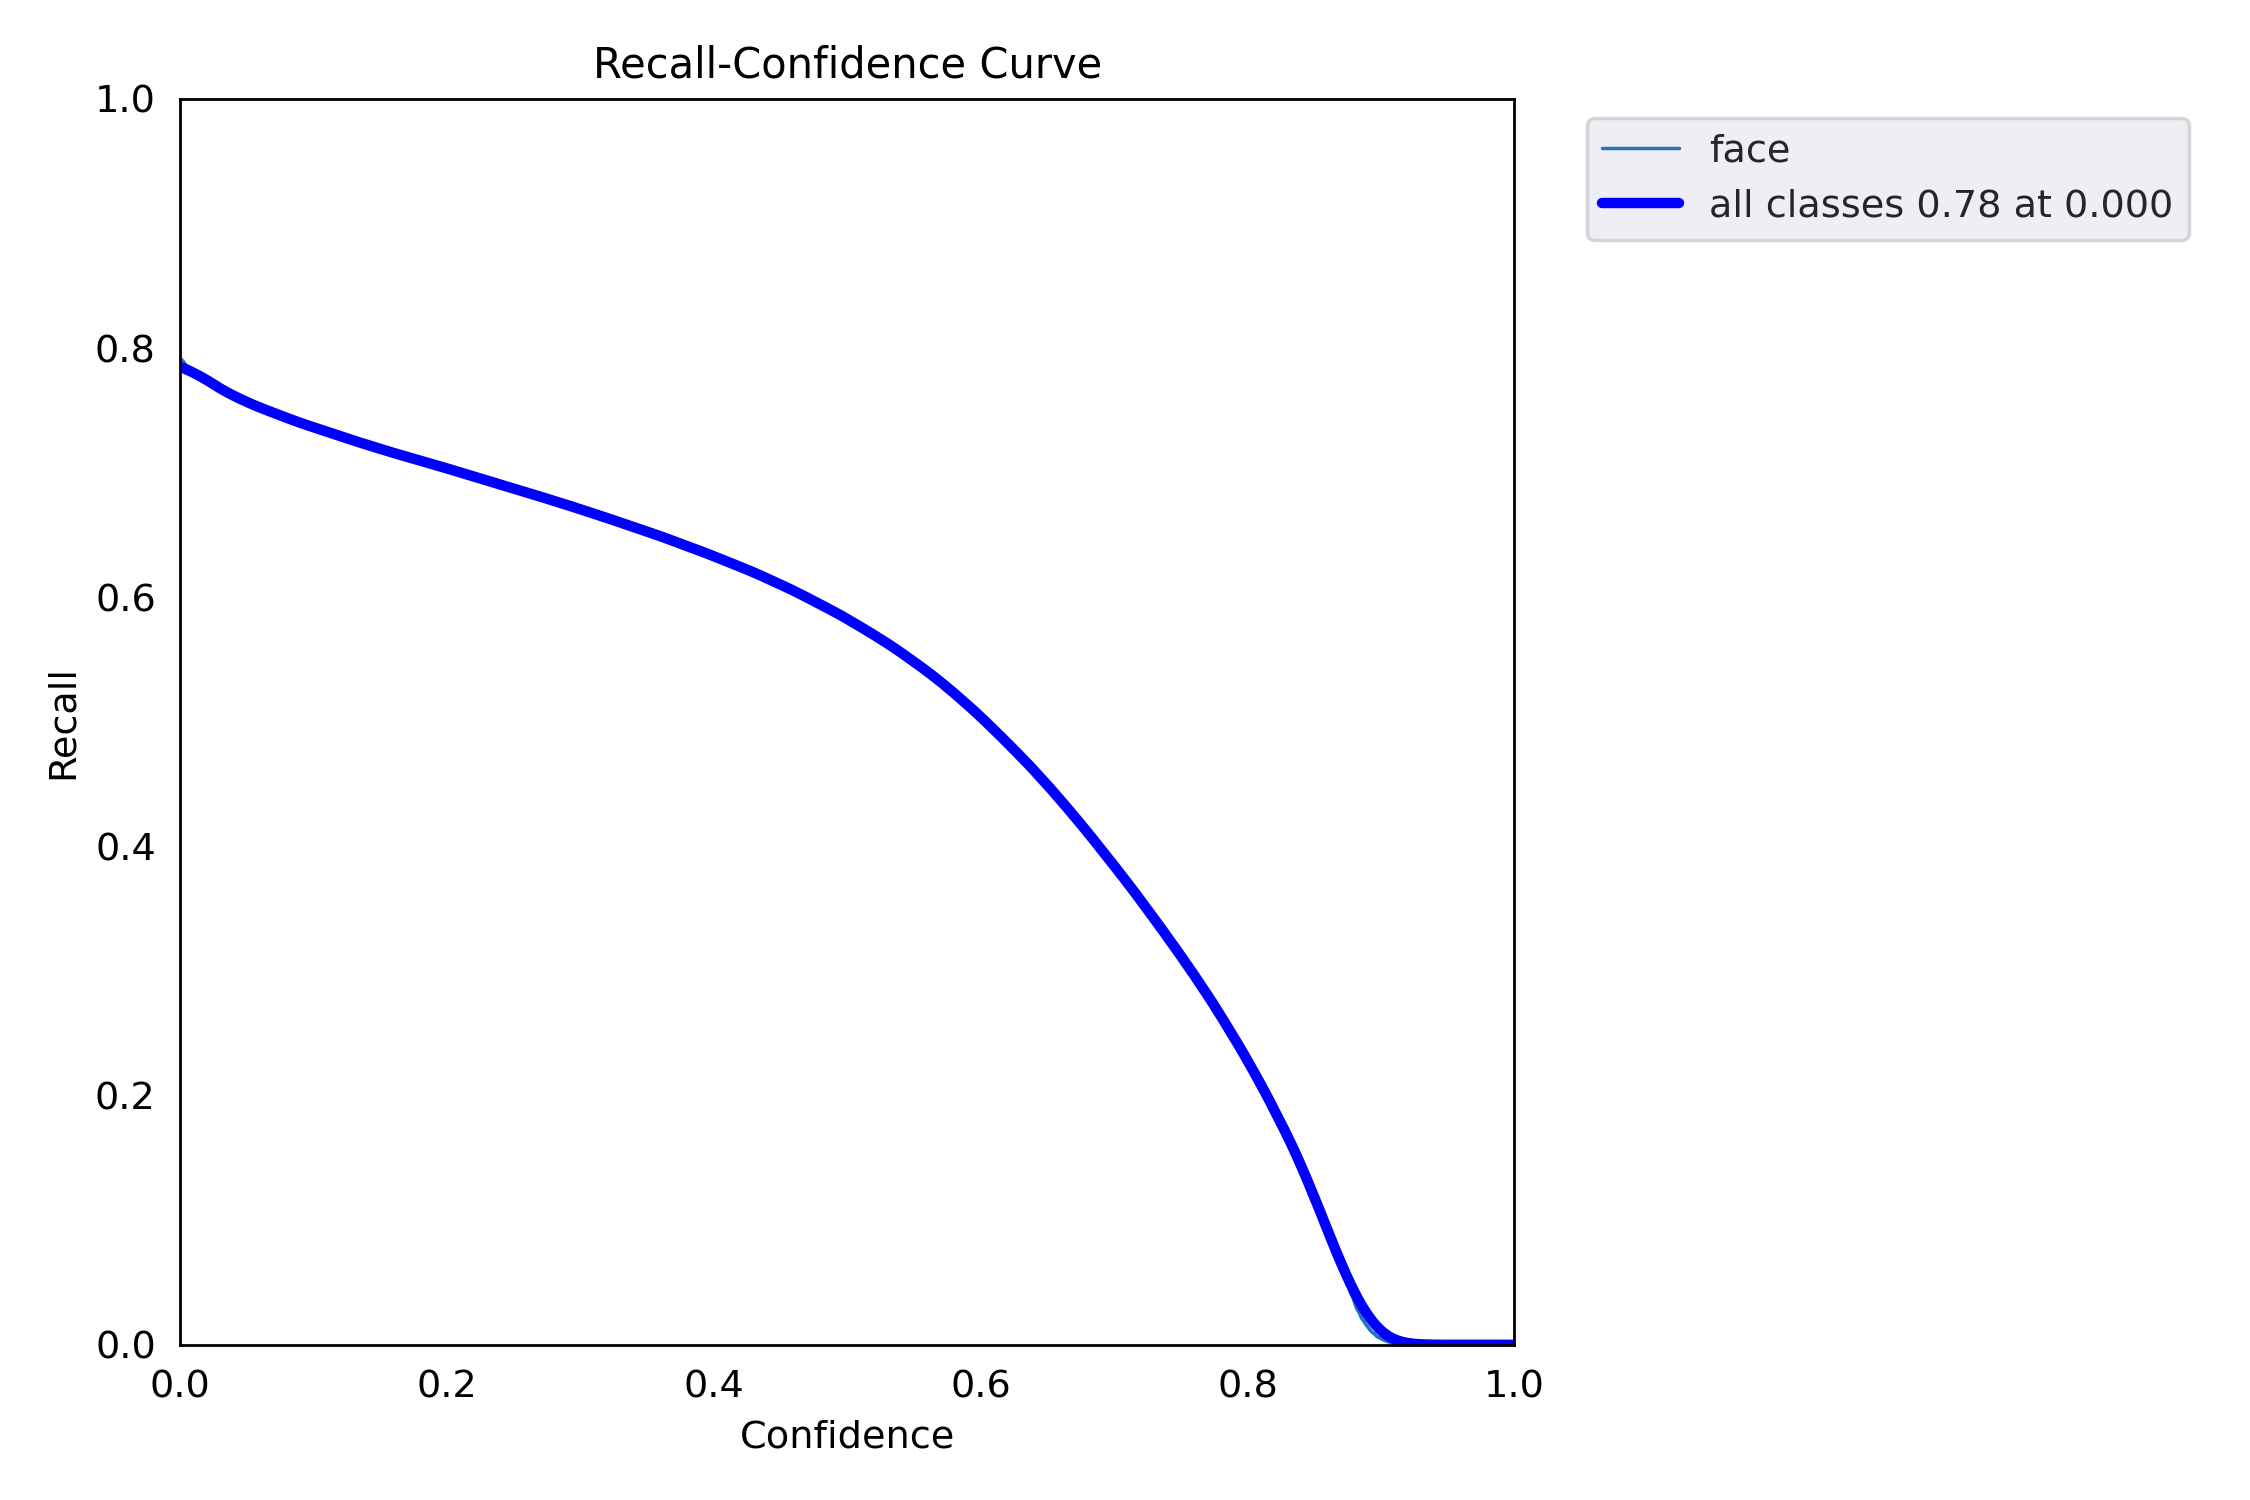 Recall-Confidence Curve
1.0
0.8
0.6
0.4
0.2
0.0
Recall
0.0 0.2 0.4 0.6 0.8 1.0
Confidence
face
all classes 0.78 at 0.000